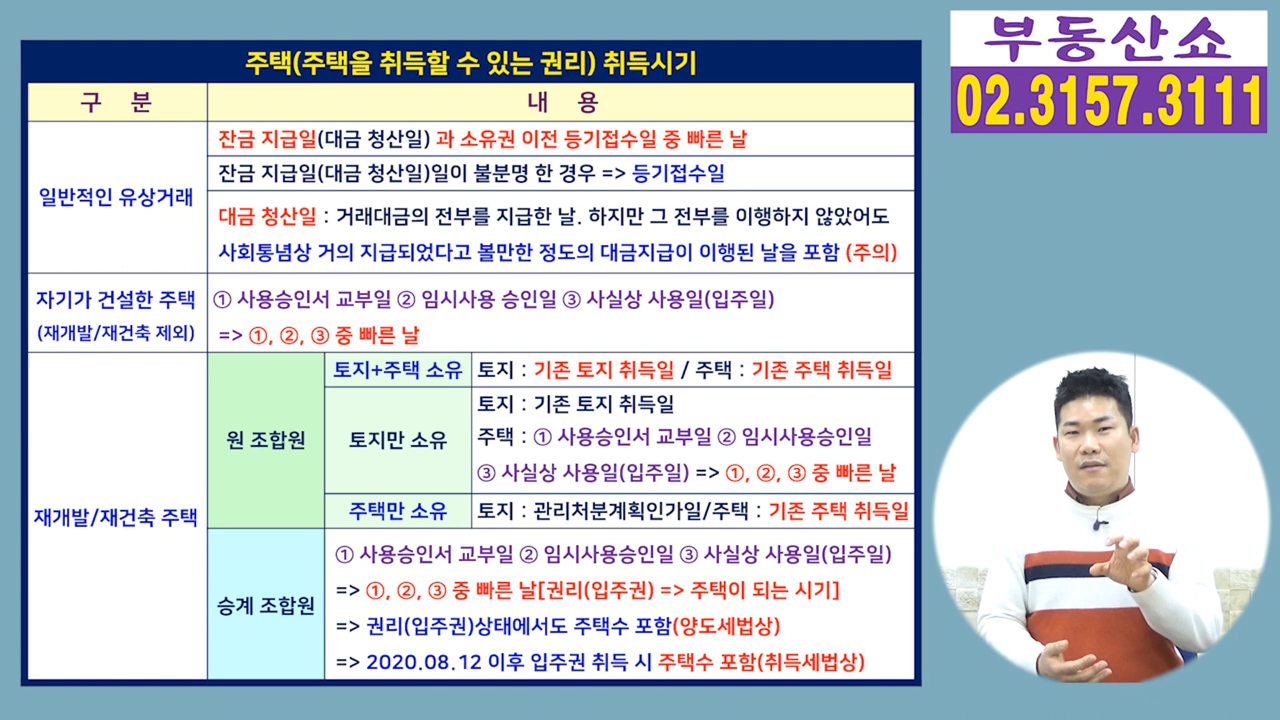 부동산쇼
02.3157.3111
주택(주택을 취득할 수 있는 권리) 취득시기
구 분
내 용
일반적인 유상거래
잔금 지급일(대금 청산일) 과 소유권 이전 등기접수일 중 빠른 날
잔금 지급일(대금 청산일)일이 불분명 한 경우 => 등기접수일
대금 청산일 : 거래대금의 전부를 지급한 날. 하지만 그 전부를 이행하지 않았어도
사회통념상 거의 지급되었다고 볼만한 정도의 대금지급이 이행된 날을 포함 (주의)
자기가 건설한 주택
(재개발/재건축 제외)
① 사용승인서 교부일 ② 임시사용 승인일 ③ 사실상 사용일(입주일)
=> ①, ②, ③ 중 빠른 날
재개발/재건축 주택
원 조합원
토지+주택 소유
토지 : 기존 토지 취득일 / 주택 : 기존 주택 취득일
토지만 소유
토지 : 기존 토지 취득일
주택 : ① 사용승인서 교부일 ② 임시사용승인일
③ 사실상 사용일(입주일) => ①, ②, ③ 중 빠른 날
주택만 소유
토지 : 관리처분계획인가일/주택 : 기존 주택 취득일
승계 조합원
① 사용승인서 교부일 ② 임시사용승인일 ③ 사실상 사용일(입주일)
=> ①, ②, ③ 중 빠른 날[권리(입주권) => 주택이 되는 시기]
=> 권리(입주권)상태에서도 주택수 포함(양도세법상)
=> 2020.08.12 이후 입주권 취득 시 주택수 포함(취득세법상)